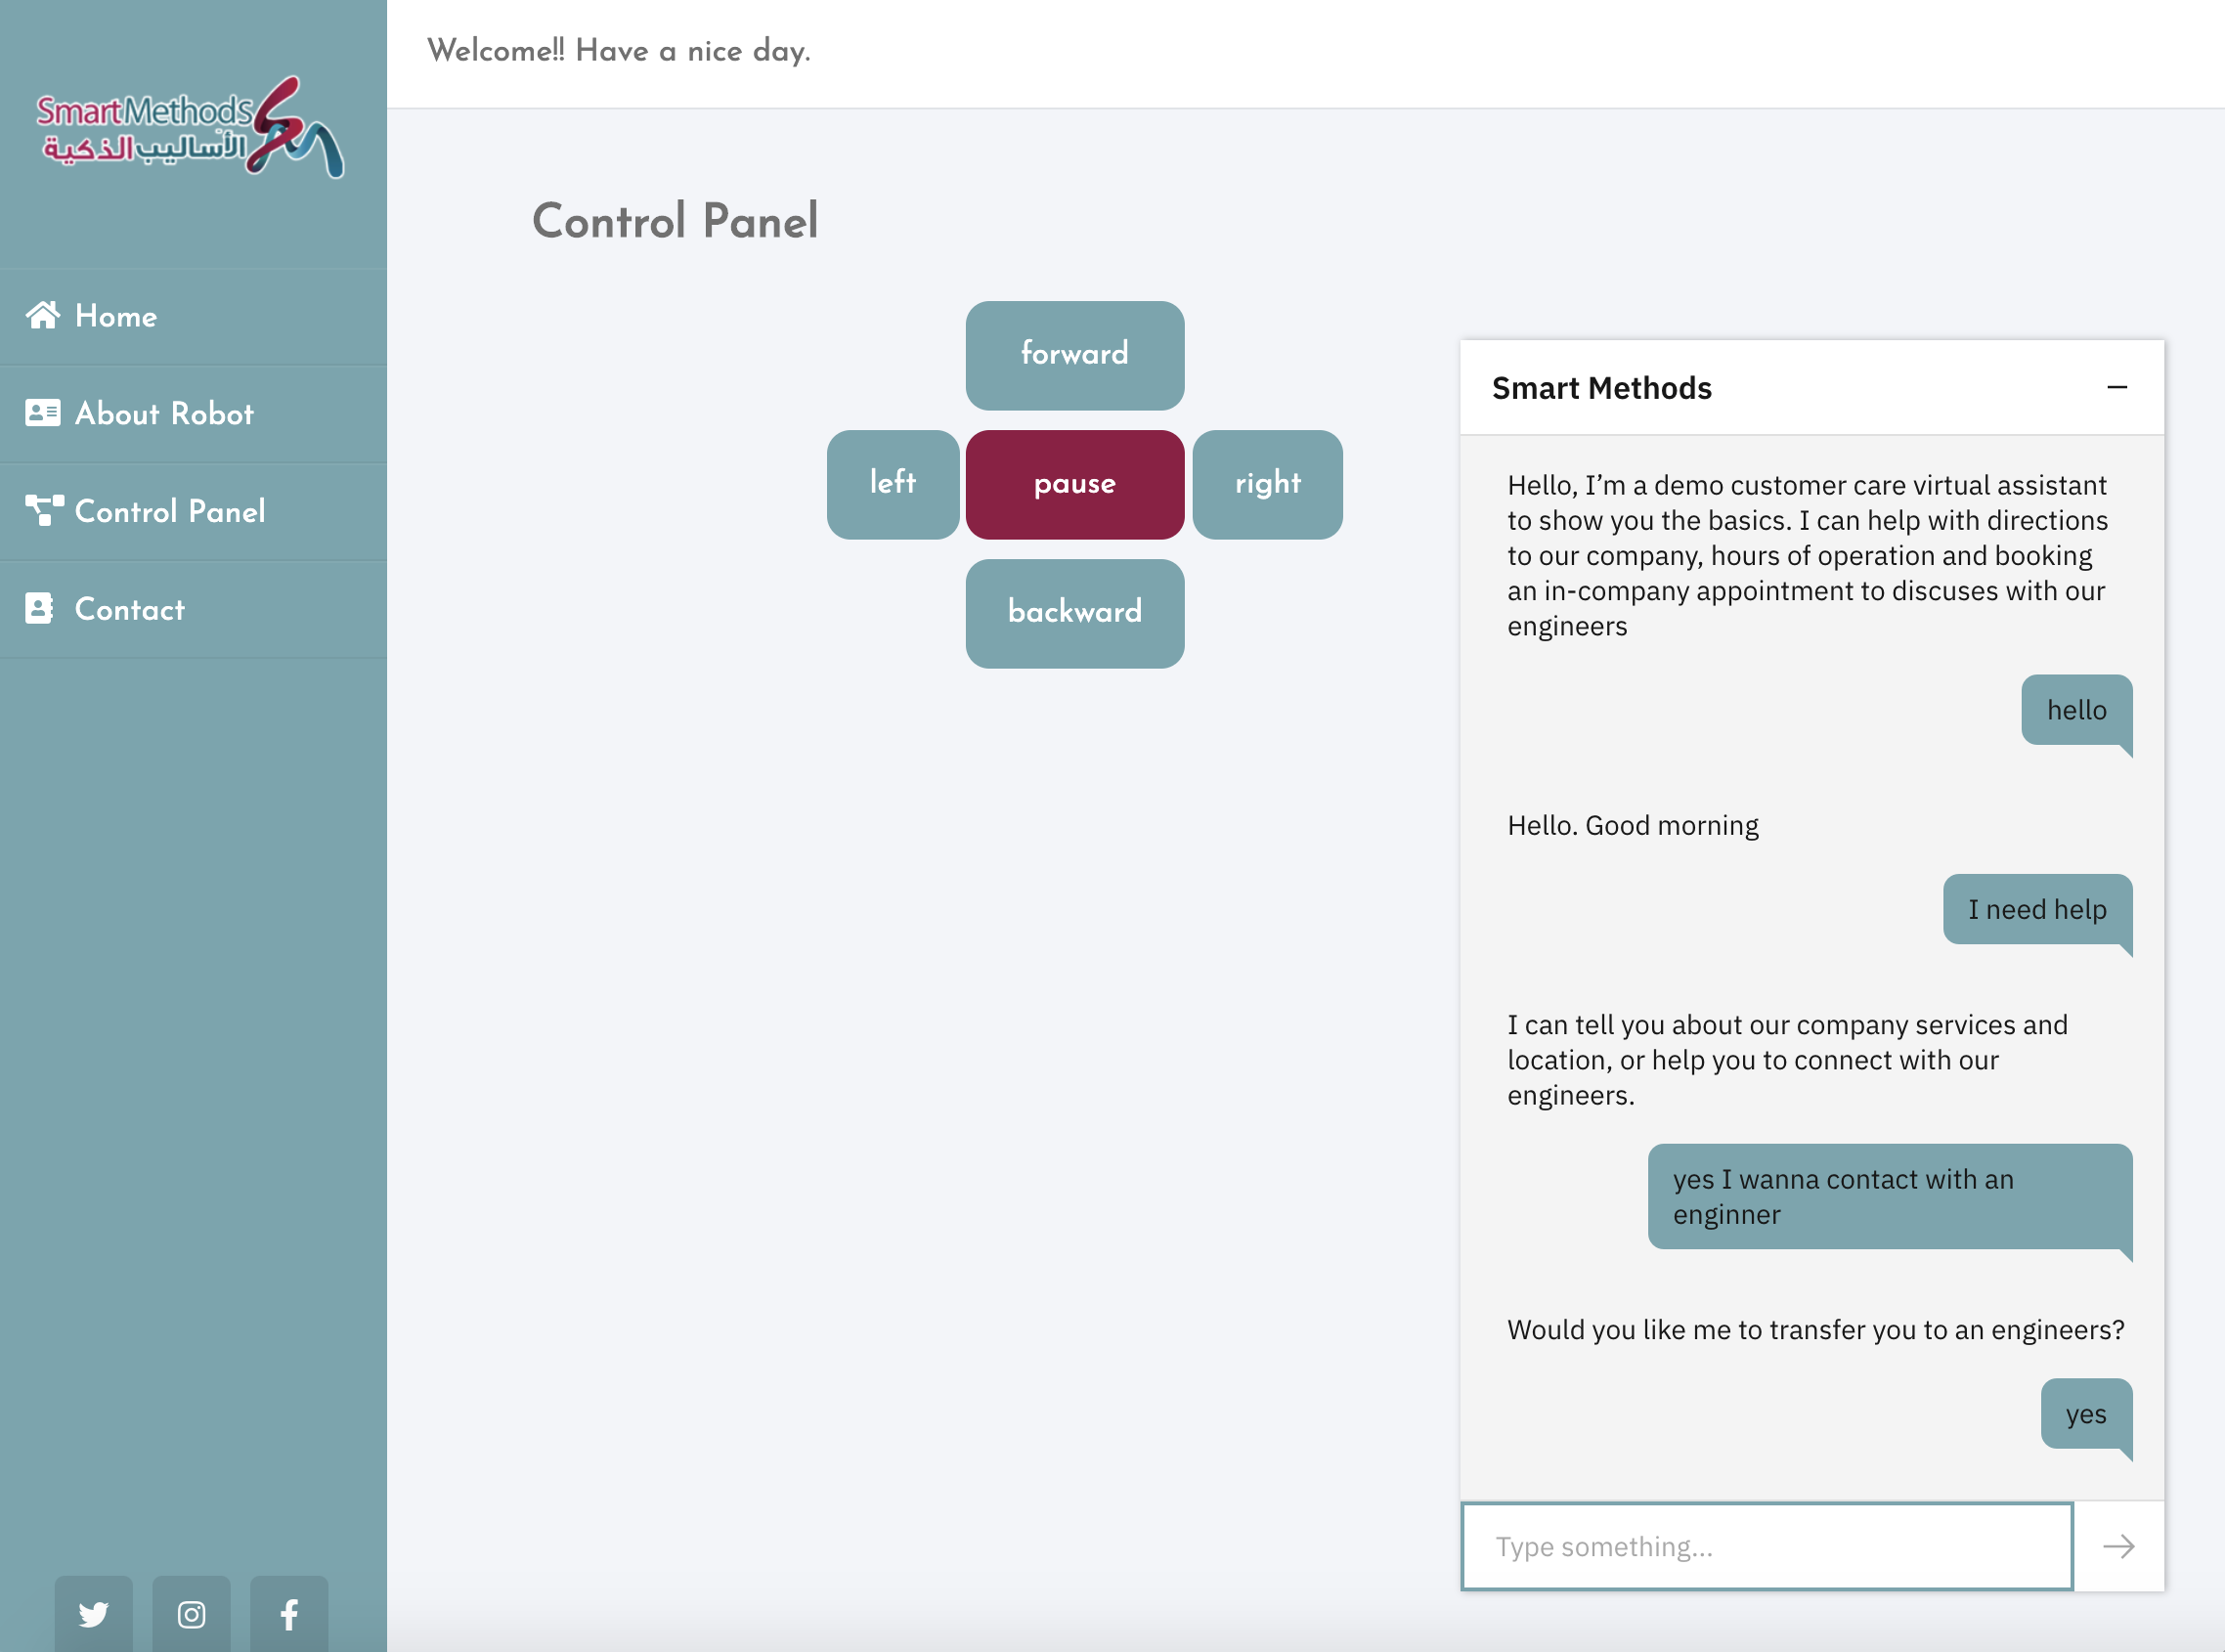 SmartMethods
الأساليب الذكية
Home
About Robot
Control Panel
Contact
Welcome!! Have a nice day.
Control Panel
forward
left
pause
right
backward
Smart Methods
Hello, I’m a demo customer care virtual assistant
to show you the basics. I can help with directions
to our company, hours of operation and booking
an in-company appointment to discuses with our
engineers
hello
Hello. Good morning
I need help
I can tell you about our company services and
location, or help you to connect with our
engineers.
yes I wanna contact with an
enginner
Would you like me to transfer you to an engineers?
yes
Type something...